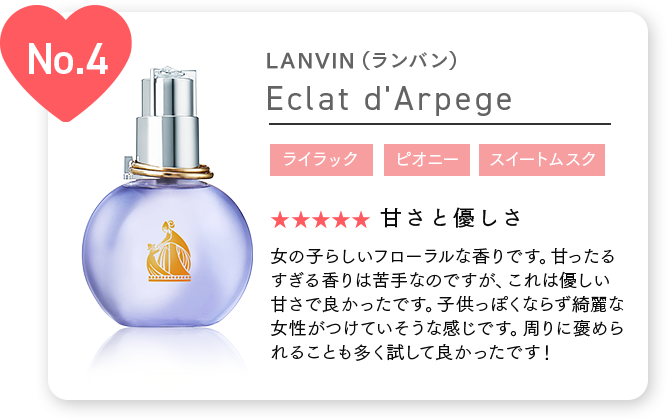 No.4
LANVIN（ランバン）
Eclat d'Arpege
ライラック ピオニー スイートムスク
★★★★★ 甘さと優しさ
女の子らしいフローラルな香りです。甘ったる
すぎる香りは苦手なのですが、これは優しい
甘さで良かったです。子供っぽくならず綺麗な
女性がつけていそうな感じです。周りに褒めら
れることも多く試して良かったです！